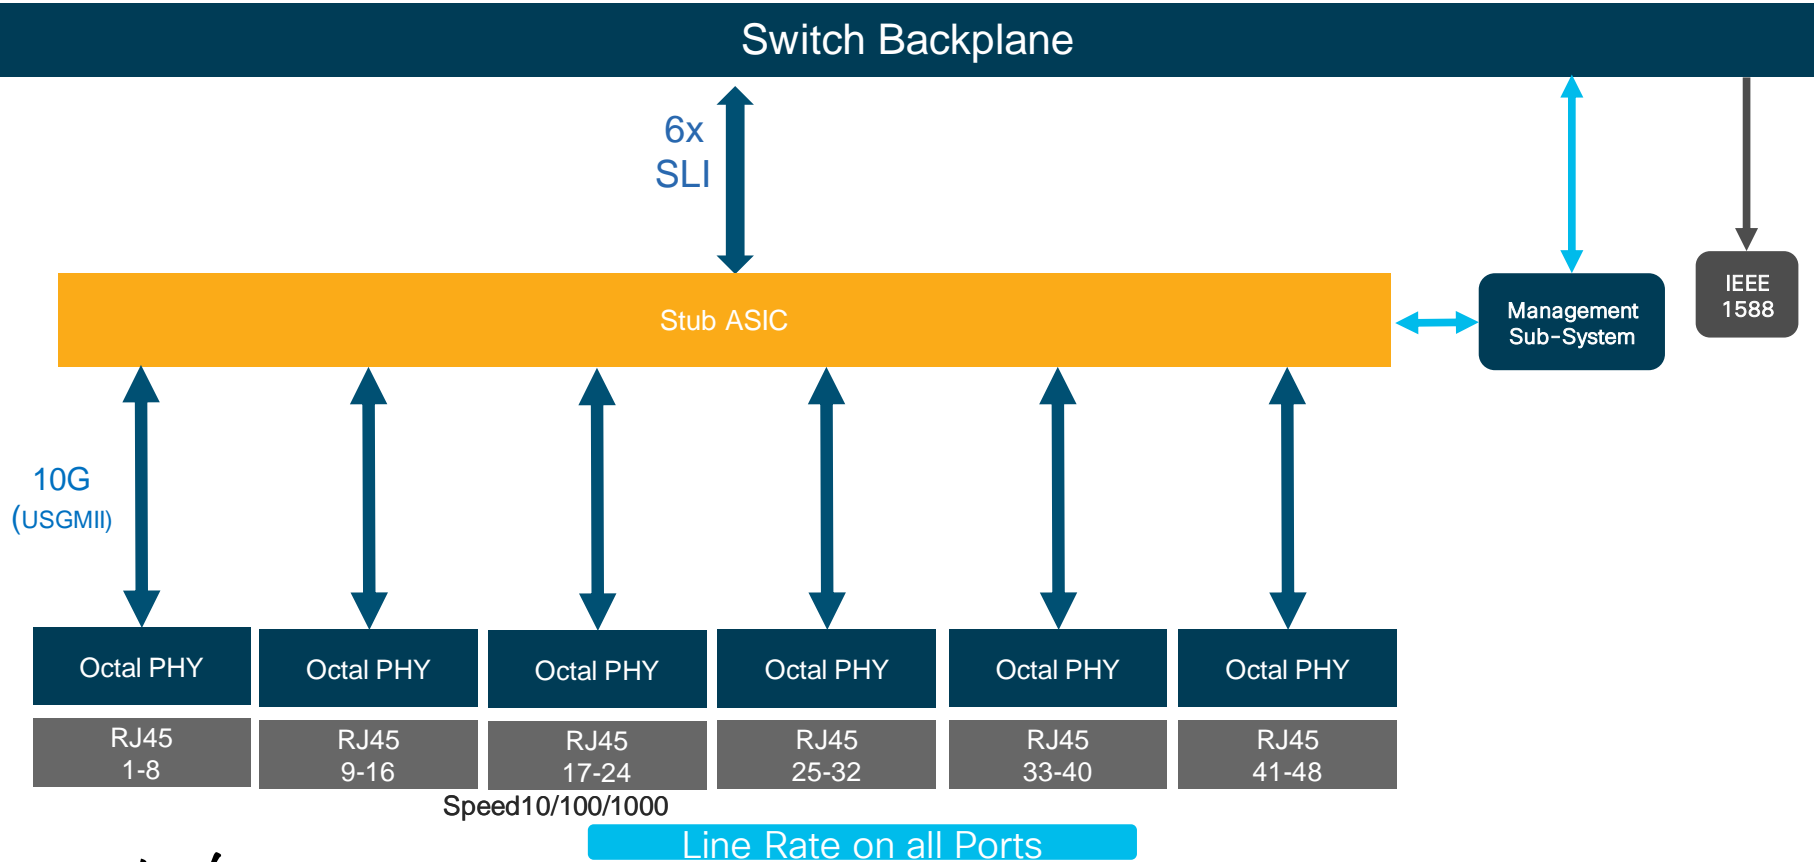 Switch Backplane
6x
SLI
IEEE
1588
Stub ASIC
Management
Sub-System
10G
(USGMII)
Octal PHY
Octal PHY
Octal PHY
Octal PHY
Octal PHY
Octal PHY
RJ45
1-8
RJ45
9-16
RJ45
17-24
RJ45
25-32
RJ45
33-40
RJ45
41-48
Speed10/100/1000
Line Rate on all Ports